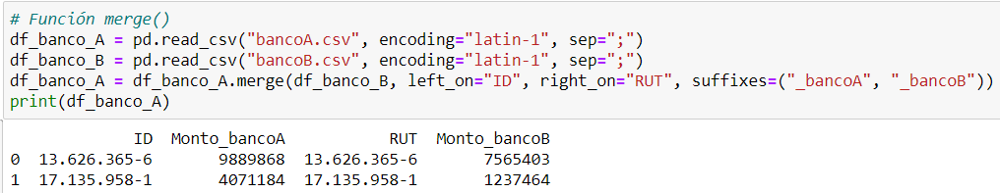 # Función merge()
df_banco_A = pd.read_csv("bancoA.csv", encoding="latin-1", sep=";")
df_banco_B = pd.read_csv("bancoB.csv", encoding="latin-1", sep=";")
df_banco_A = df_banco_A.merge(df_banco_B, left_on="ID", right_on="RUT", suffixes=("_bancoA", "_bancoB"))
print(df_banco_A)
ID Monto_bancoA RUT Monto_bancoB
0 13.626.365-6 9889868 13.626.365-6 7565403
1 17.135.958-1 4071184 17.135.958-1 1237464